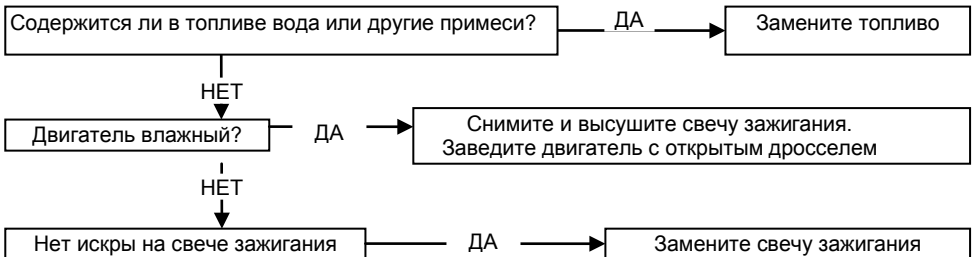 Содержится ли в топливе вода или другие примеси?
ДА
Замените топливо
НЕТ
Двигатель влажный?
ДА
Снимите и высушите свечу зажигания.
Заведите двигатель с открытым дросселем
НЕТ
Нет искры на свече зажигания
ДА
Замените свечу зажигания